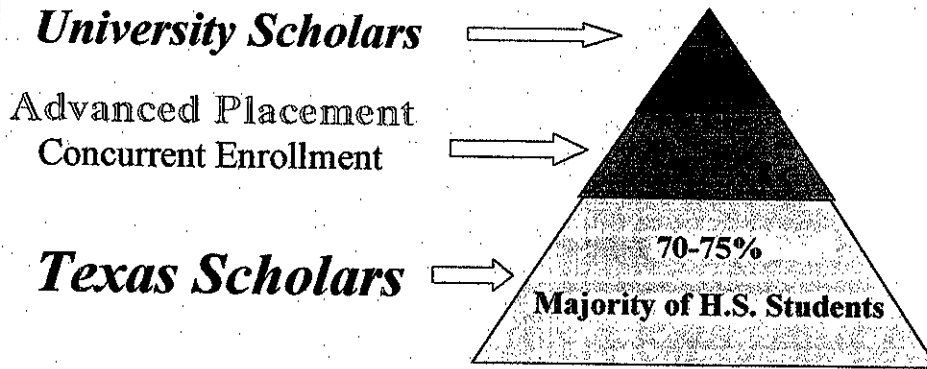 University Scholars
Advanced Placement
Concurrent Enrollment
Texas Scholars
70-75%
Majority of H.S. Students